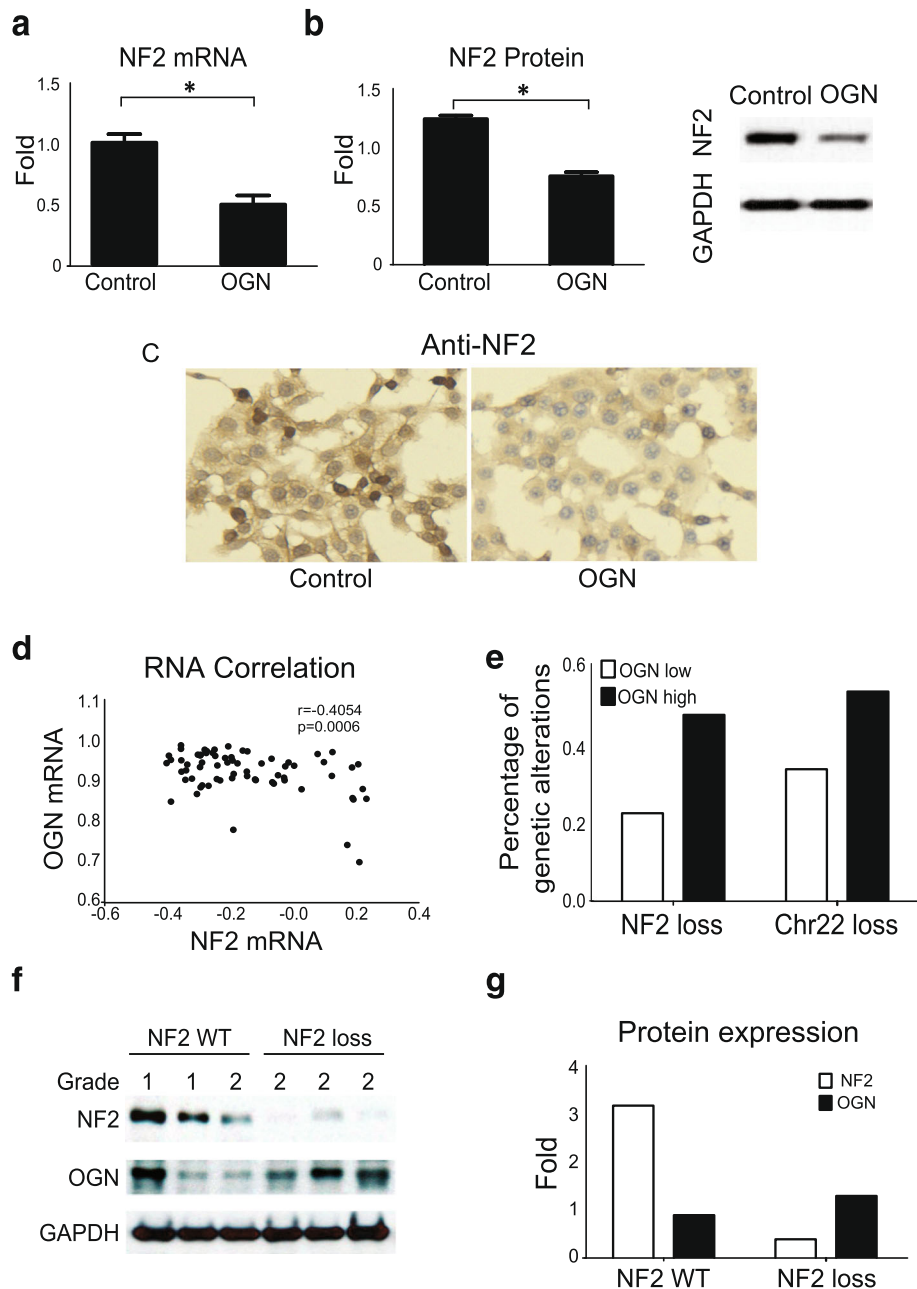 a
NF2 mRNA
1.5
1.0
0.5
0
Fold
*
Control
OGN
b
NF2 Protein
1.5
1.0
0.5
0
Fold
*
Control
OGN
Control OGN
NF2
GAPDH
C
Anti-NF2
Control
OGN
d
RNA Correlation
r=-0.4054
p=0.0006
1.1
1.0
0.9
0.8
0.7
0.6
OGN mRNA
-0.6
-0.4
-0.2
-0.0
0.2
0.4
NF2 mRNA
e
0.6
0.4
0.2
0.0
Percentage of
genetic alterations
OGN low
OGN high
NF2 loss
Chr22 loss
f
NF2 WT
NF2 loss
Grade 1 1 2 2 2 2
NF2
OGN
GAPDH
g
Protein expression
4
3
2
1
0
Fold
NF2
OGN
NF2 WT
NF2 loss